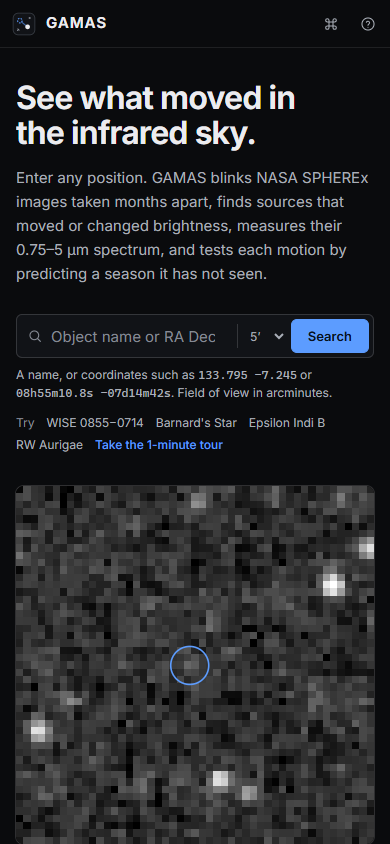 GAMAS
See what moved in
the infrared sky.
Enter any position. GAMAS blinks NASA SPHEREx
images taken months apart, finds sources that
moved or changed brightness, measures their
0.75–5 µm spectrum, and tests each motion by
predicting a season it has not seen.
Object name or RA Dec 5′ Search
A name, or coordinates such as 133.795 −7.245 or
08h55m10.8s −07d14m42s. Field of view in arcminutes.
Try WISE 0855−0714 Barnard's Star Epsilon Indi B
RW Aurigae Take the 1-minute tour